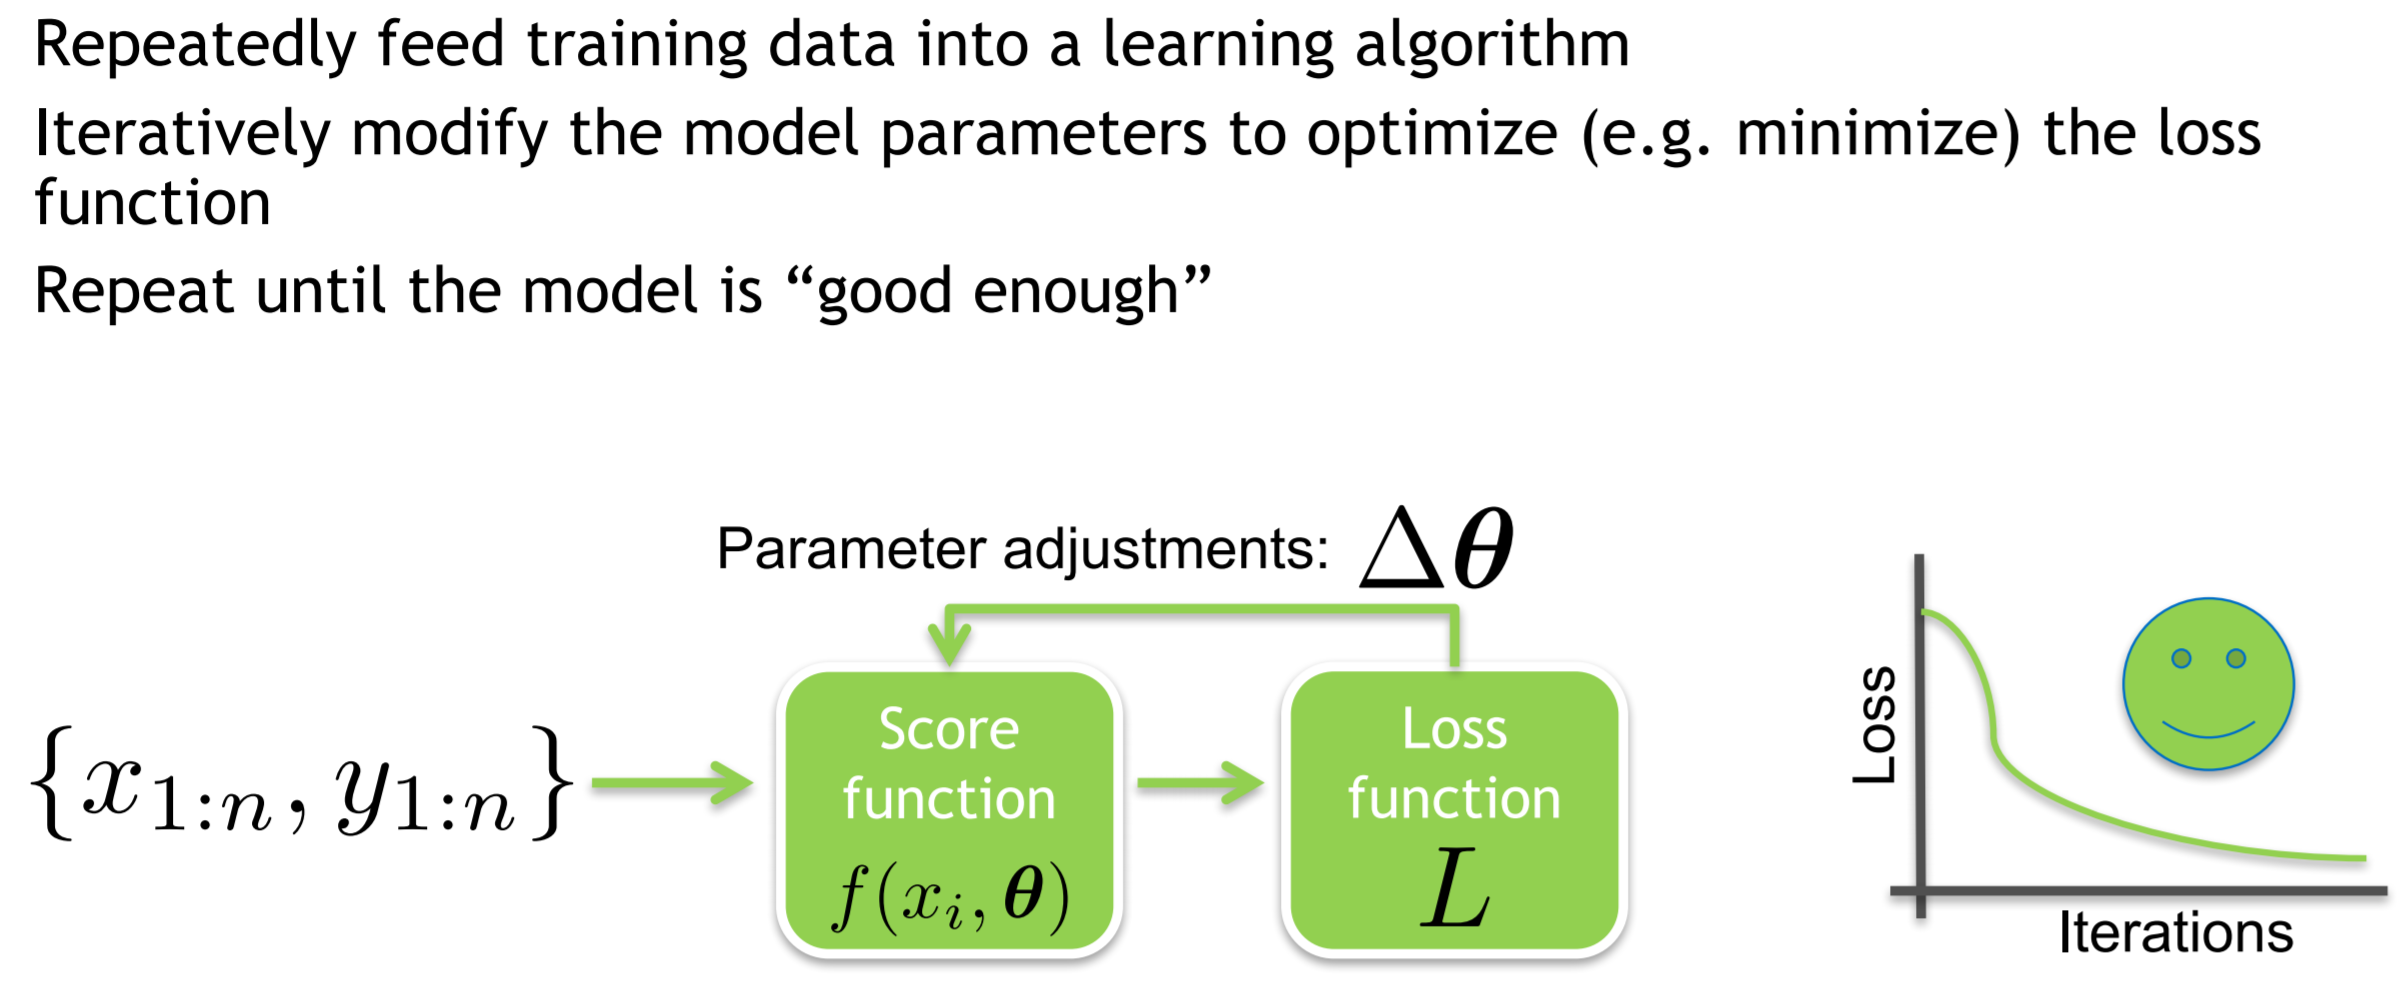 Repeatedly feed training data into a learning algorithm
Iteratively modify the model parameters to optimize (e.g. minimize) the loss
function
Repeat until the model is “good enough”
Parameter adjustments: Δθ
{x₁:ₙ, y₁:ₙ}
Score
function
f(xᵢ, θ)
Loss
function
L
Loss
Iterations